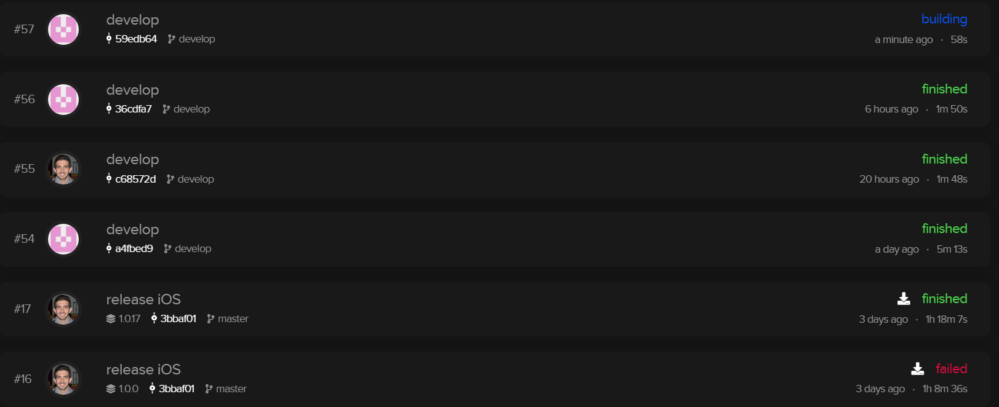 #57
develop
59edb64 develop
building
a minute ago · 58s
#56
develop
36cdfa7 develop
finished
6 hours ago · 1m 50s
#55
develop
c68572d develop
finished
20 hours ago · 1m 48s
#54
develop
a4fbed9 develop
finished
a day ago · 5m 13s
#17
release iOS
1.0.17 3bbaf01 master
finished
3 days ago · 1h 18m 7s
#16
release iOS
1.0.0 3bbaf01 master
failed
3 days ago · 1h 8m 36s